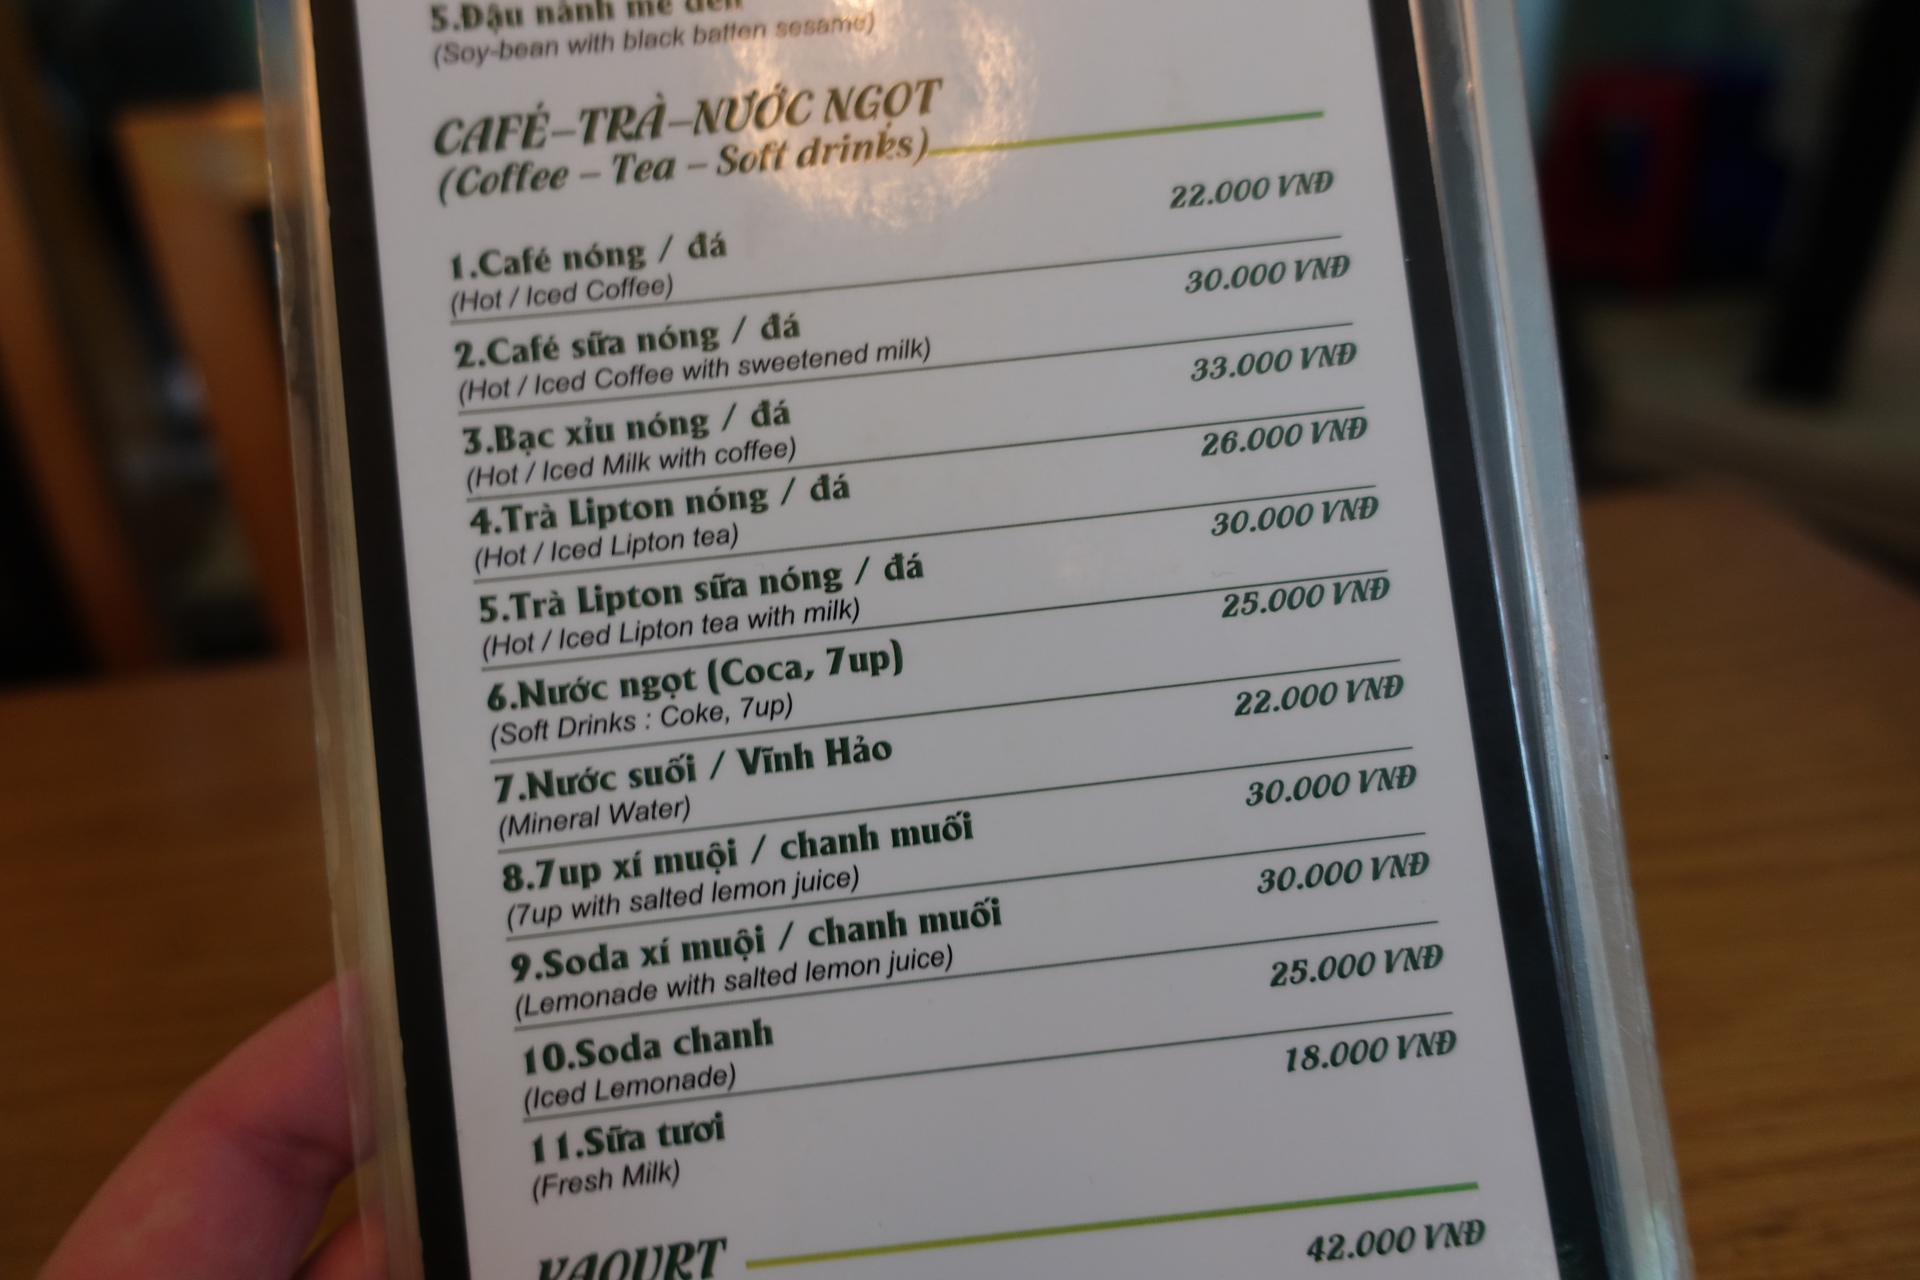 5.Đậu nành mè đen
(Soy-bean with black batten sesame)
CAFÉ–TRÀ–NƯỚC NGỌT
(Coffee – Tea – Soft drinks)
1.Café nóng / đá 22.000 VNĐ
(Hot / Iced Coffee)
2.Café sữa nóng / đá 30.000 VNĐ
(Hot / Iced Coffee with sweetened milk)
3.Bạc xỉu nóng / đá 33.000 VNĐ
(Hot / Iced Milk with coffee)
4.Trà Lipton nóng / đá 26.000 VNĐ
(Hot / Iced Lipton tea)
5.Trà Lipton sữa nóng / đá 30.000 VNĐ
(Hot / Iced Lipton tea with milk)
6.Nước ngọt (Coca, 7up) 25.000 VNĐ
(Soft Drinks : Coke, 7up)
7.Nước suối / Vĩnh Hảo 22.000 VNĐ
(Mineral Water)
8.7up xí muội / chanh muối 30.000 VNĐ
(7up with salted lemon juice)
9.Soda xí muội / chanh muối 30.000 VNĐ
(Lemonade with salted lemon juice)
10.Soda chanh 25.000 VNĐ
(Iced Lemonade)
11.Sữa tươi 18.000 VNĐ
(Fresh Milk)
YAOURT
42.000 VNĐ